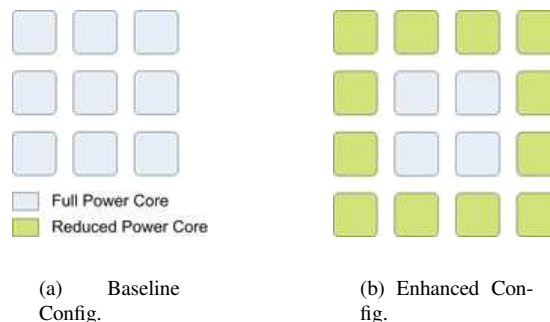 Full Power Core
Reduced Power Core
(a) Baseline
Config.
(b) Enhanced Con-
fig.